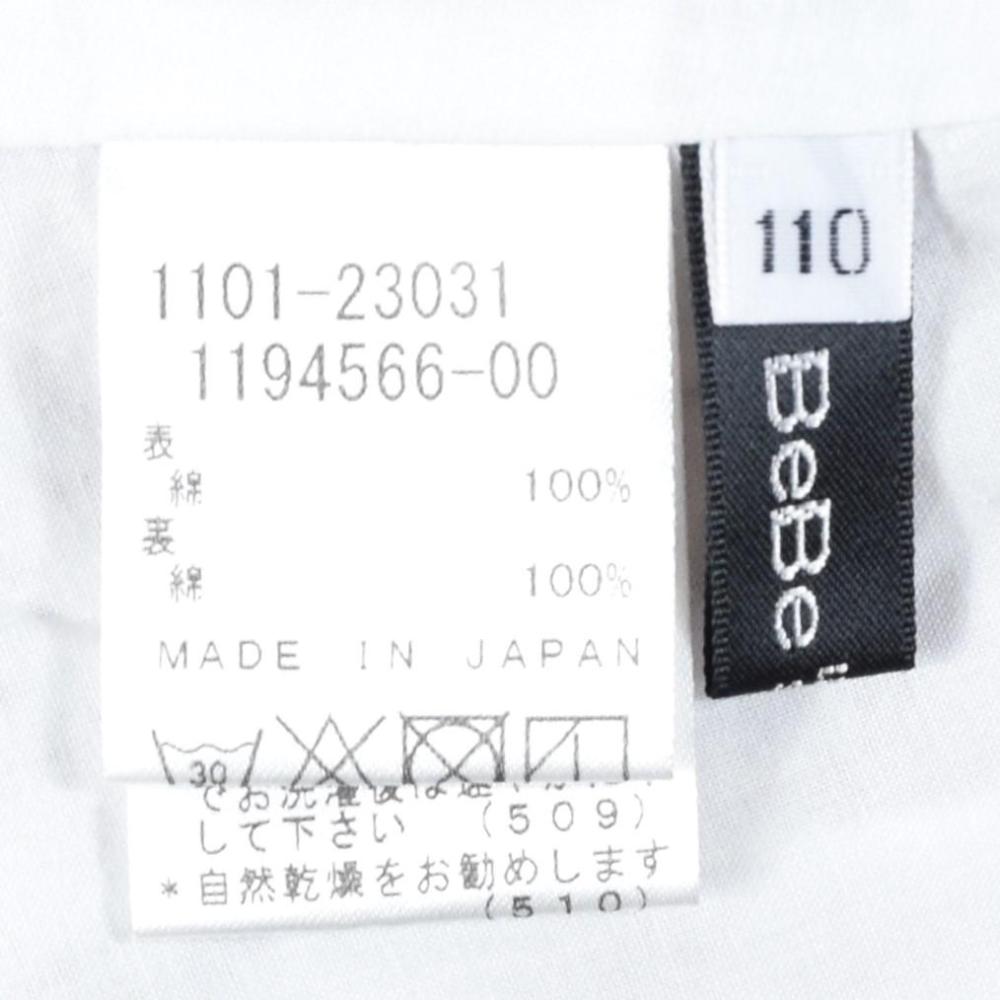 1101-23031
1194566-00
表
綿 100%
裏
綿 100%
MADE IN JAPAN
30
して下さい (509)
*自然乾燥をお勧めします
(510)
110
BeBe